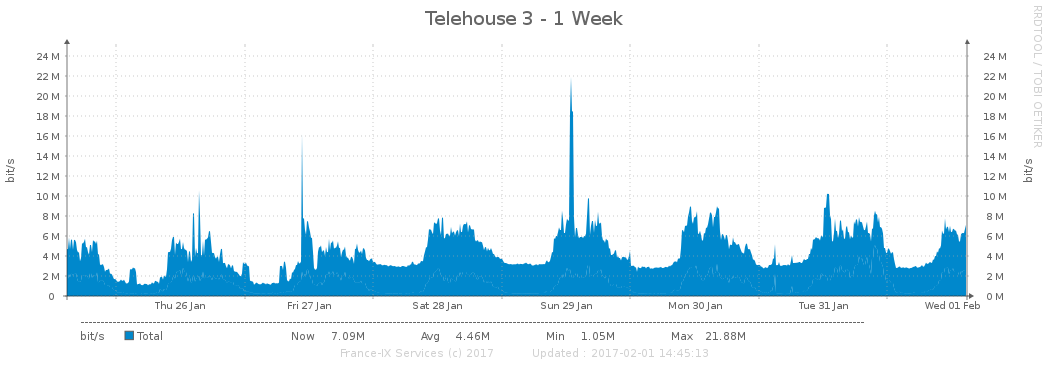 Telehouse 3 - 1 Week
RRDTOOL / TOBI OETIKER
bit/s
24 M 24 M
22 M 22 M
20 M 20 M
18 M 18 M
16 M 16 M
14 M 14 M
12 M 12 M
10 M 10 M
8 M 8 M
6 M 6 M
4 M 4 M
2 M 2 M
0 0 M
bit/s
Thu 26 Jan Fri 27 Jan Sat 28 Jan Sun 29 Jan Mon 30 Jan Tue 31 Jan Wed 01 Feb
bit/s Total Now 7.09M Avg 4.46M Min 1.05M Max 21.88M
France-IX Services (c) 2017 Updated : 2017-02-01 14:45:13